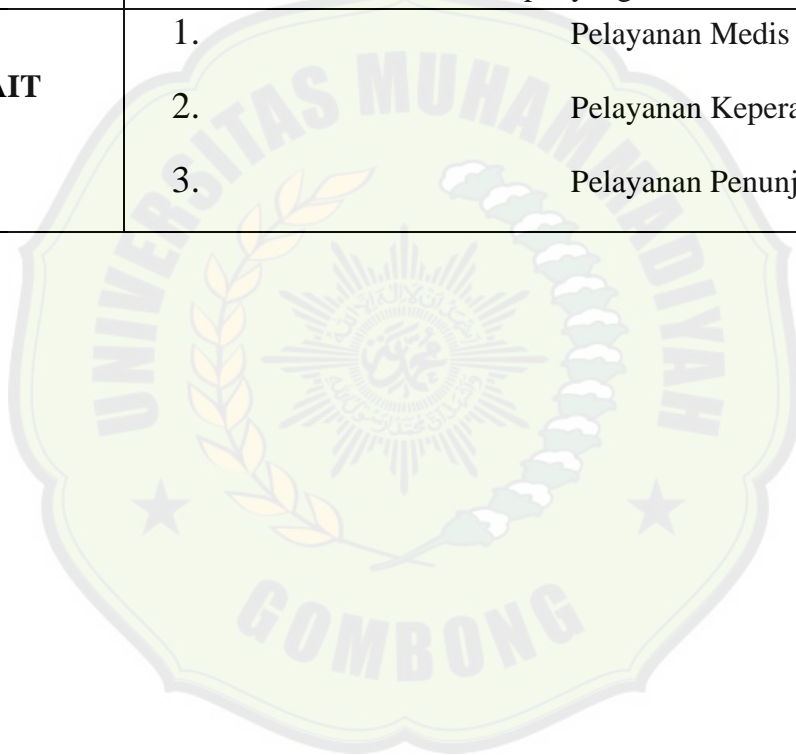 1. Pelayanan Medis
AIT
2. Pelayanan Kepera
3. Pelayanan Penunj
UNIVERSITAS MUHAMMADIYAH
GOMBONG